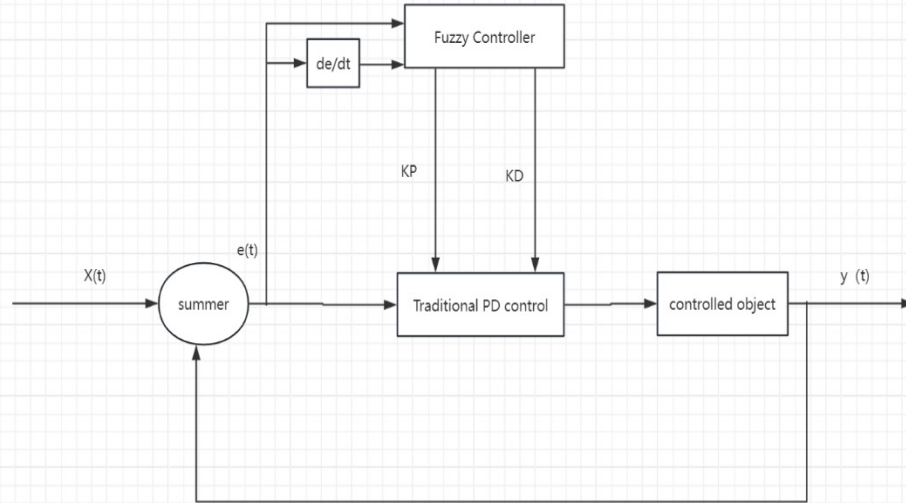 Fuzzy Controller
de/dt
KP
KD
e(t)
X(t)
summer
Traditional PD control
controlled object
y (t)